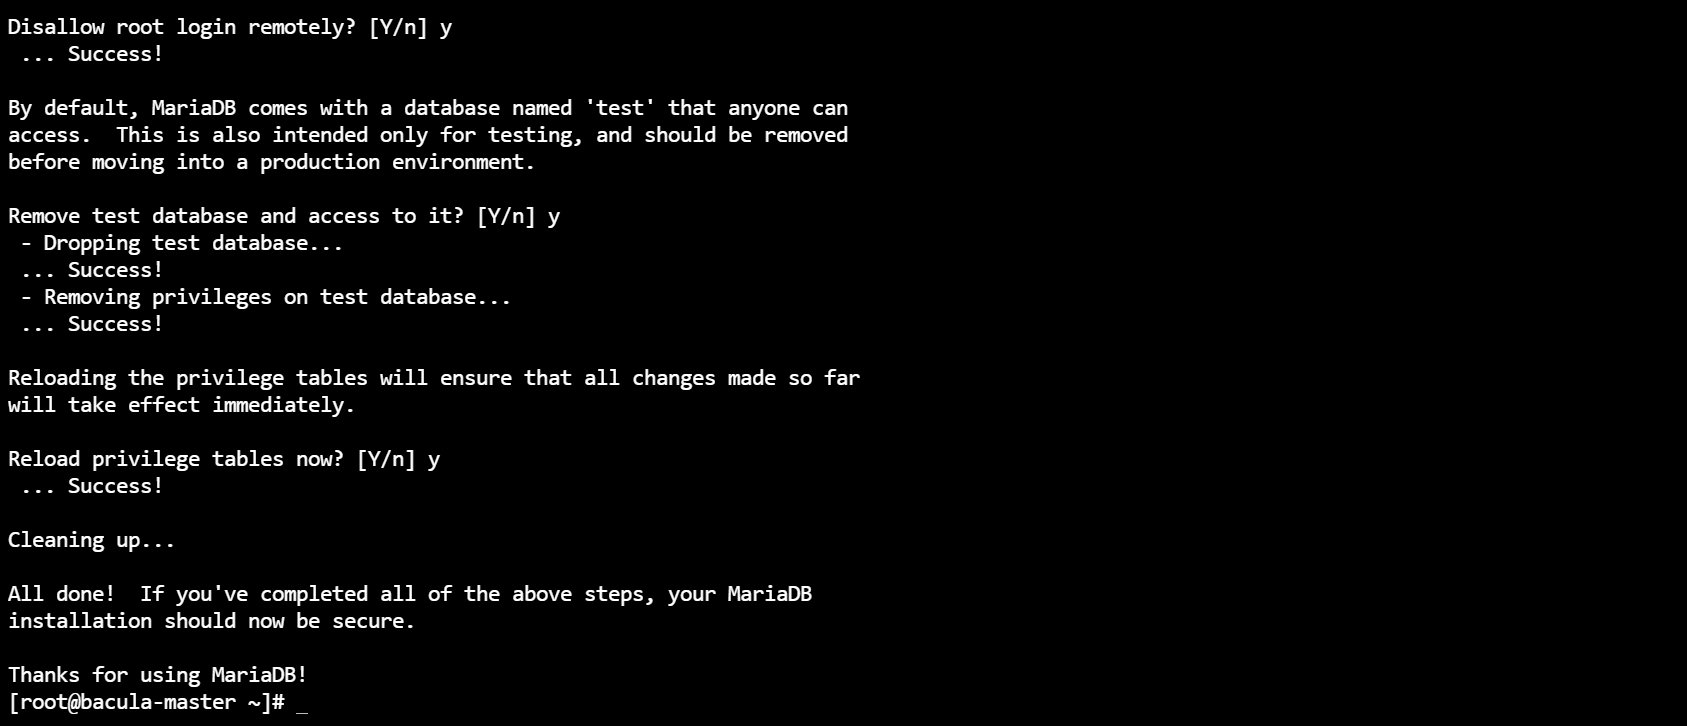 Disallow root login remotely? [Y/n] y
 ... Success!
By default, MariaDB comes with a database named 'test' that anyone can
access.  This is also intended only for testing, and should be removed
before moving into a production environment.
Remove test database and access to it? [Y/n] y
 - Dropping test database...
 ... Success!
 - Removing privileges on test database...
 ... Success!
Reloading the privilege tables will ensure that all changes made so far
will take effect immediately.
Reload privilege tables now? [Y/n] y
 ... Success!
Cleaning up...
All done!  If you've completed all of the above steps, your MariaDB
installation should now be secure.
Thanks for using MariaDB!
[root@bacula-master ~]# _